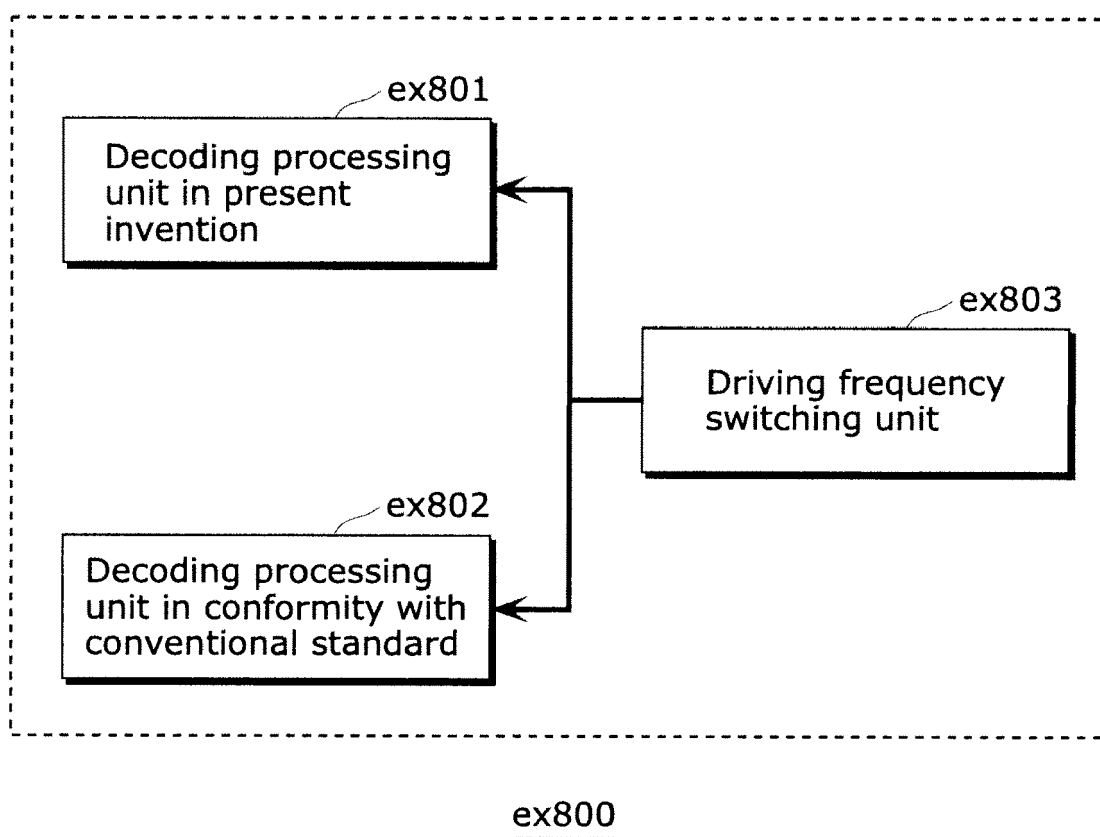 ex801
Decoding processing
unit in present
invention
ex803
Driving frequency
switching unit
ex802
Decoding processing
unit in conformity with
conventional standard
ex800